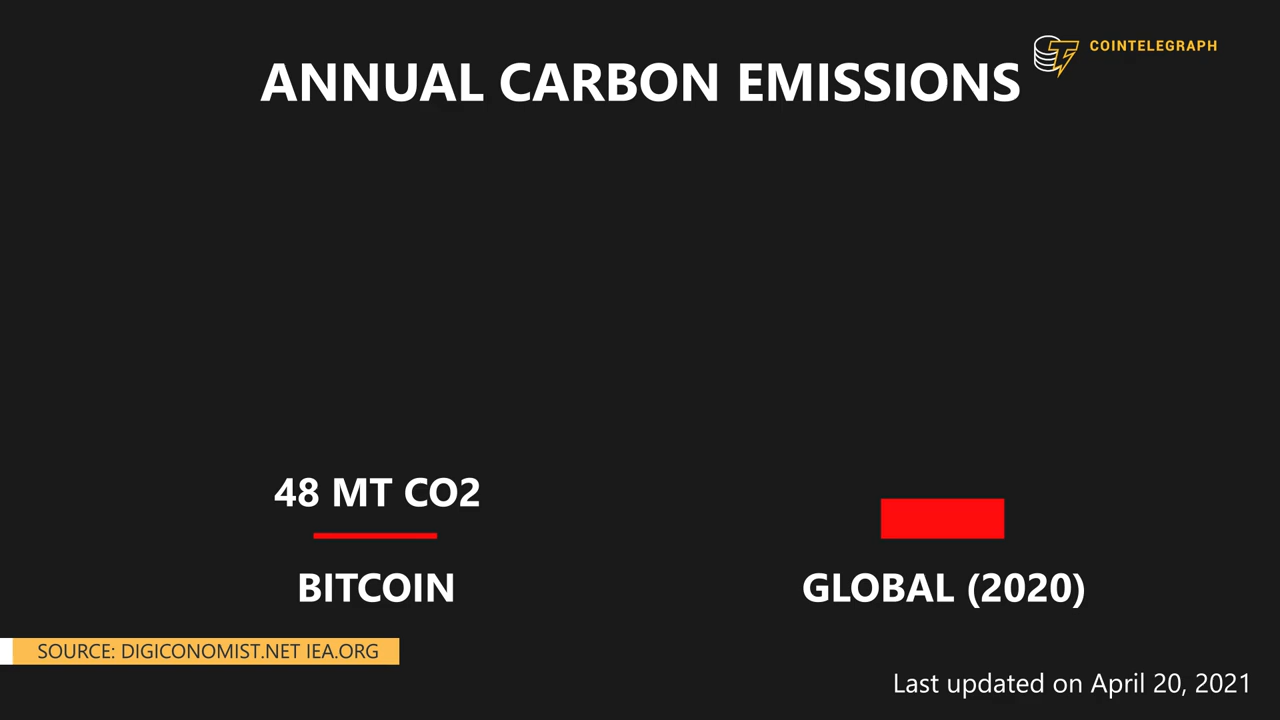 COINTELEGRAPH
ANNUAL CARBON EMISSIONS
48 MT CO2
BITCOIN
GLOBAL (2020)
SOURCE: DIGICONOMIST.NET IEA.ORG
Last updated on April 20, 2021